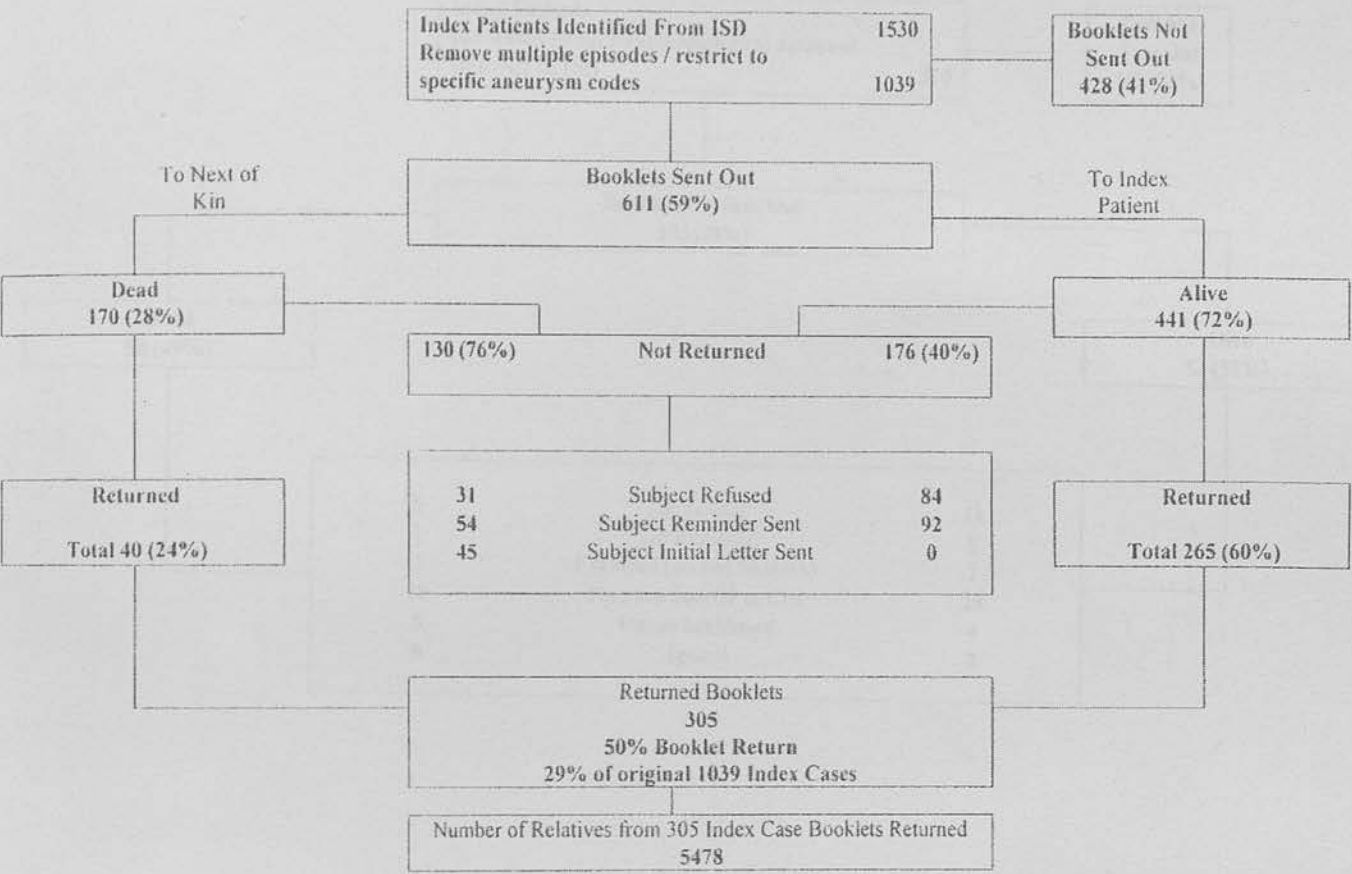 Index Patients Identified From ISD 1530
Remove multiple episodes / restrict to
specific aneurysm codes 1039
Booklets Not
Sent Out
428 (41%)
To Next of
Kin
Booklets Sent Out
611 (59%)
To Index
Patient
Dead
170 (28%)
Alive
441 (72%)
130 (76%) Not Returned 176 (40%)
Returned
Total 40 (24%)
31 Subject Refused 84
54 Subject Reminder Sent 92
45 Subject Initial Letter Sent 0
Returned
Total 265 (60%)
Returned Booklets
305
50% Booklet Return
29% of original 1039 Index Cases
Number of Relatives from 305 Index Case Booklets Returned
5478